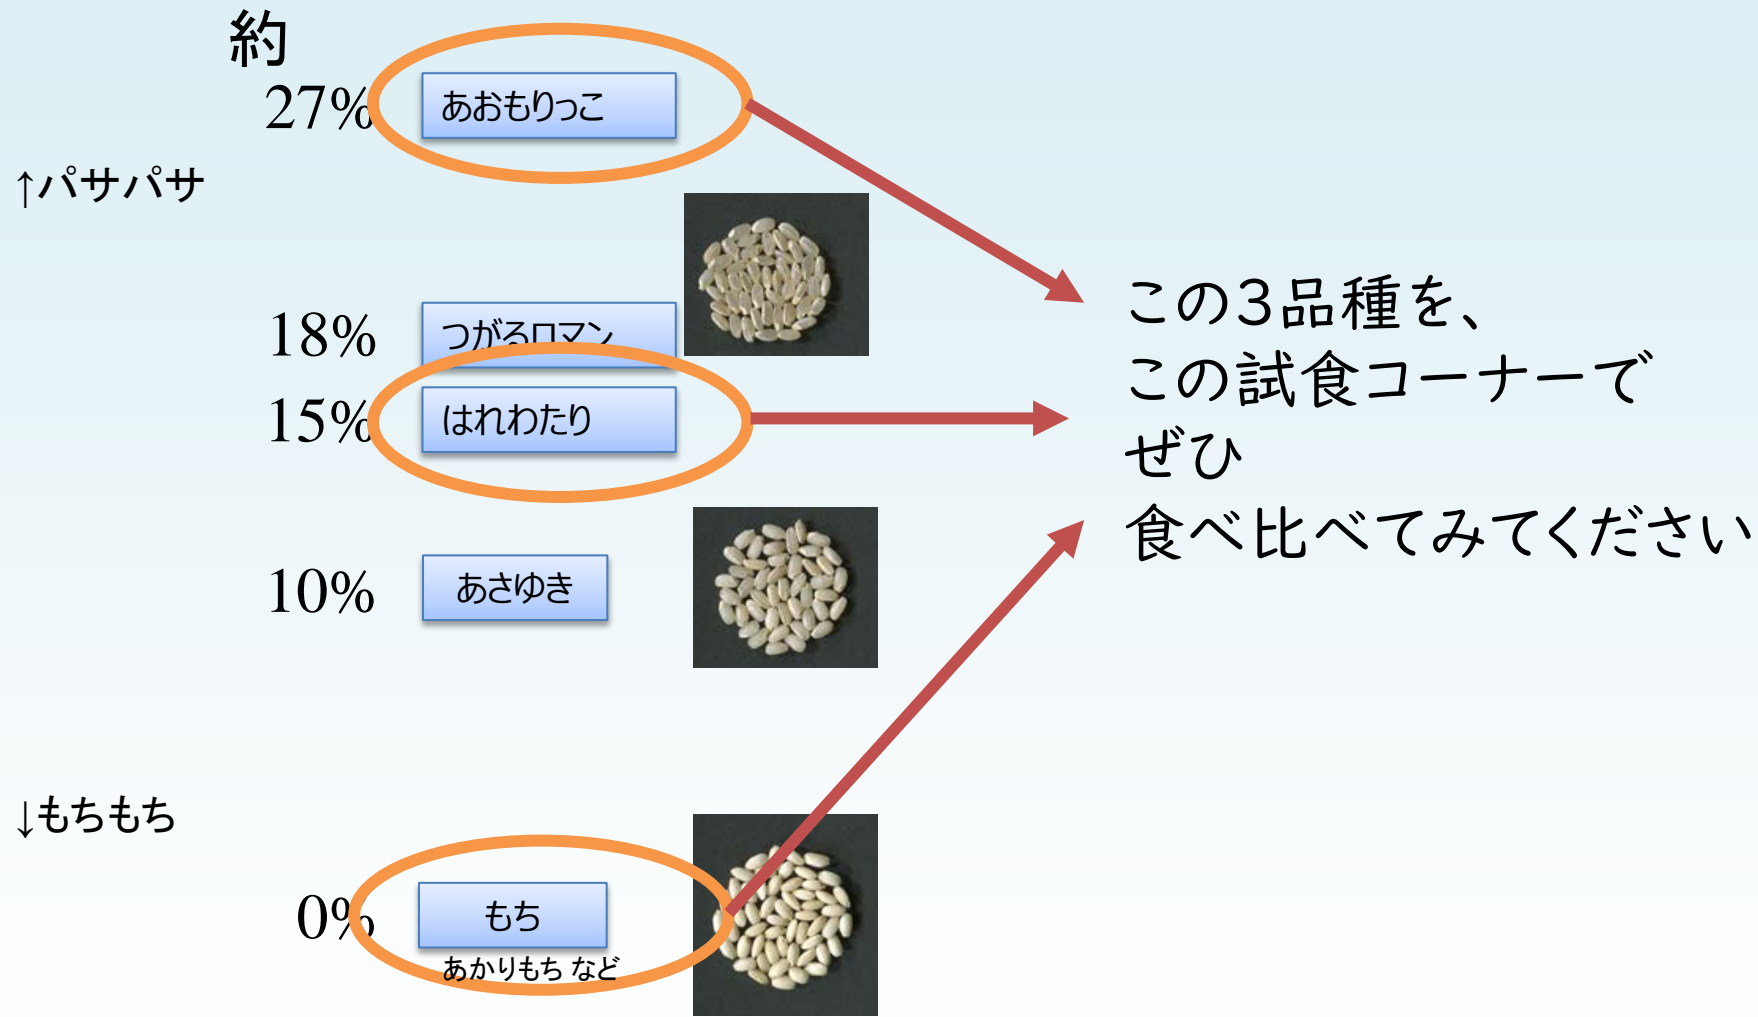 約
27%
あおもりっこ
↑パサパサ
18%
つがるロマン
15%
はれわたり
10%
あさゆき
↓もちもち
0%
もち
あかりもち など
この3品種を、
この試食コーナーで
ぜひ
食べ比べてみてください